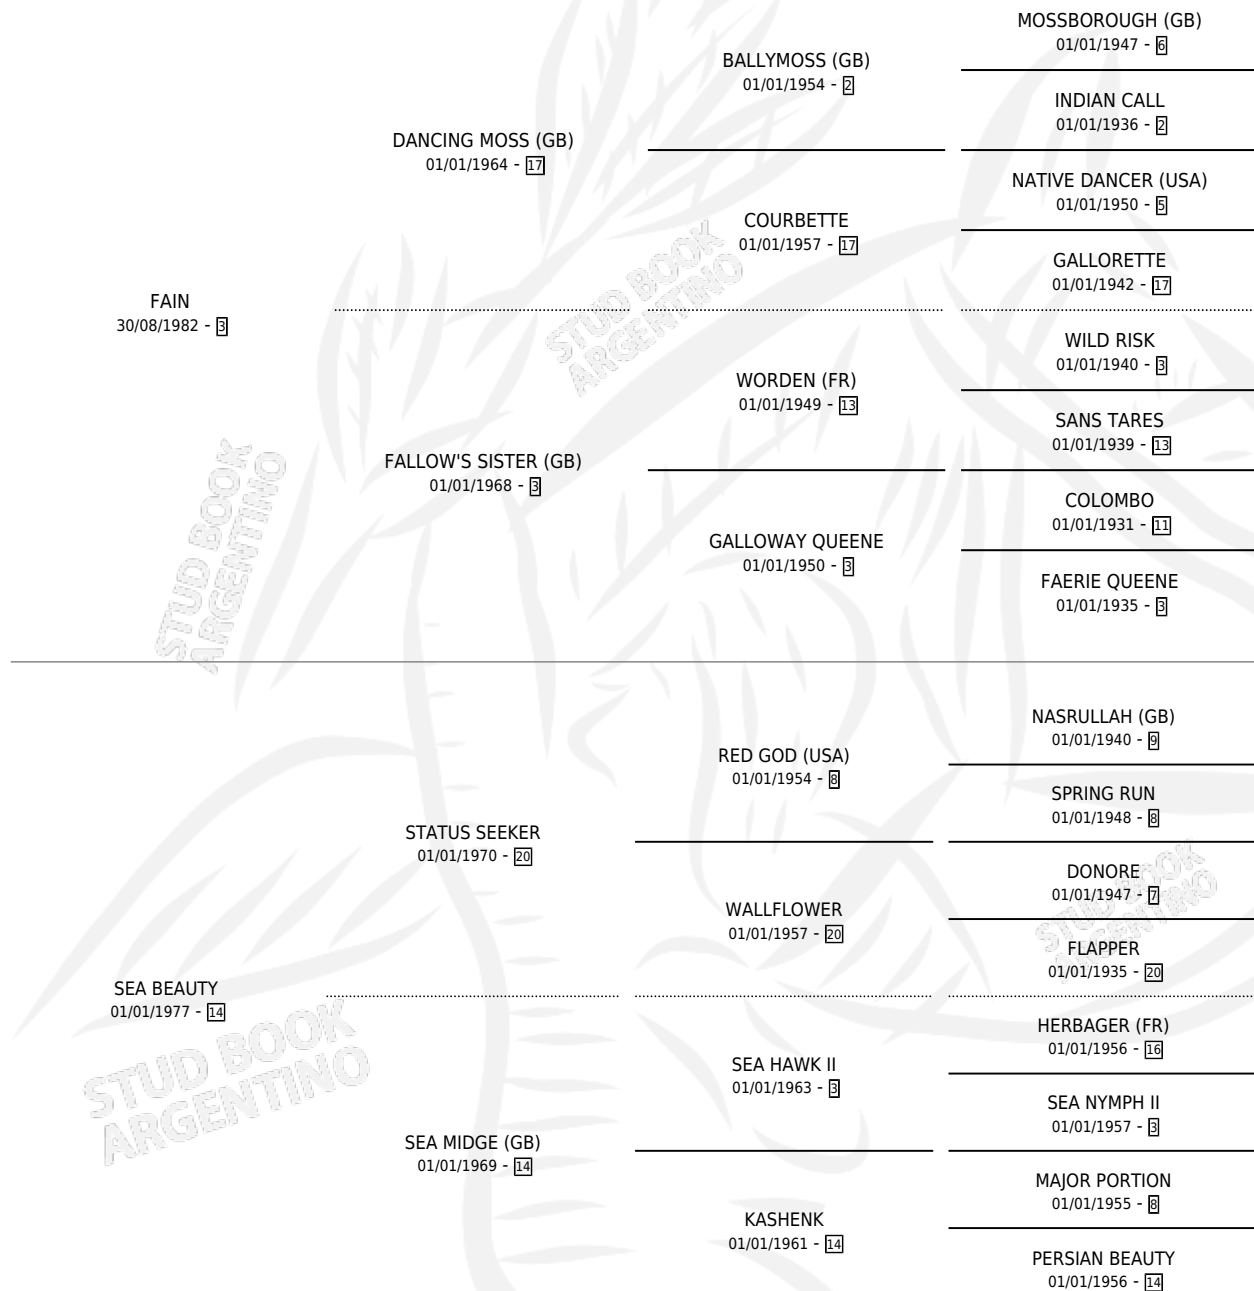 MOSSBOROUGH (GB)
01/01/1947 - 6
BALLYMOSS (GB)
01/01/1954 - 2
INDIAN CALL
01/01/1936 - 2
DANCING MOSS (GB)
01/01/1964 - 17
NATIVE DANCER (USA)
01/01/1950 - 5
COURBETTE
01/01/1957 - 17
GALLORETTE
01/01/1942 - 17
FAIN
30/08/1982 - 3
WILD RISK
01/01/1940 - 3
WORDEN (FR)
01/01/1949 - 13
SANS TARES
01/01/1939 - 13
FALLOW'S SISTER (GB)
01/01/1968 - 3
COLOMBO
01/01/1931 - 11
GALLOWAY QUEENE
01/01/1950 - 3
FAERIE QUEENE
01/01/1935 - 3
NASRULLAH (GB)
01/01/1940 - 9
RED GOD (USA)
01/01/1954 - 8
SPRING RUN
01/01/1948 - 8
STATUS SEEKER
01/01/1970 - 20
DONORE
01/01/1947 - 7
WALLFLOWER
01/01/1957 - 20
FLAPPER
01/01/1935 - 20
SEA BEAUTY
01/01/1977 - 14
HERBAGER (FR)
01/01/1956 - 16
SEA HAWK II
01/01/1963 - 3
SEA NYMPH II
01/01/1957 - 3
SEA MIDGE (GB)
01/01/1969 - 14
MAJOR PORTION
01/01/1955 - 8
KASHENK
01/01/1961 - 14
PERSIAN BEAUTY
01/01/1956 - 14
STUD BOOK
ARGENTINO
STUD BOOK
ARGENTINO
STUD BOOK
ARGENTINO
STUD BOOK
ARGENTINO